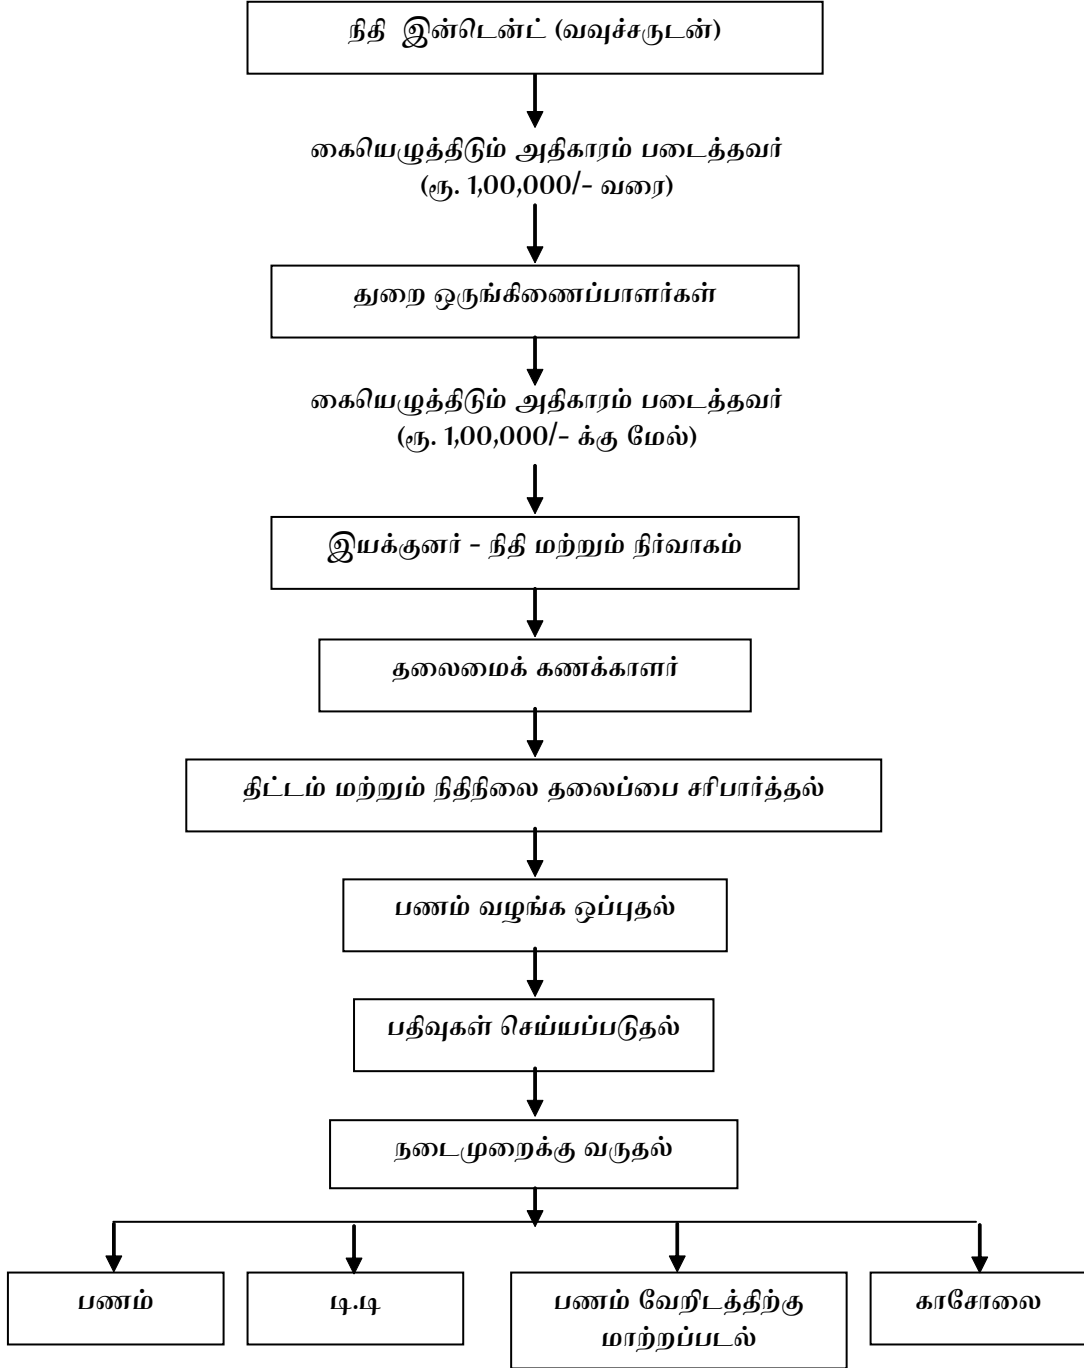 நிதி இன்டென்ட் (வவுச்சருடன்)
கையெழுத்திடும் அதிகாரம் படைத்தவர்
(ரூ. 1,00,000/- வரை)
துறை ஒருங்கிணைப்பாளர்கள்
கையெழுத்திடும் அதிகாரம் படைத்தவர்
(ரூ. 1,00,000/- க்கு மேல்)
இயக்குனர் - நிதி மற்றும் நிர்வாகம்
தலைமைக் கணக்காளர்
திட்டம் மற்றும் நிதிநிலை தலைப்பை சரிபார்த்தல்
பணம் வழங்க ஒப்புதல்
பதிவுகள் செய்யப்படுதல்
நடைமுறைக்கு வருதல்
பணம்
டி.டி
பணம் வேறிடத்திற்கு
மாற்றப்படல்
காசோலை